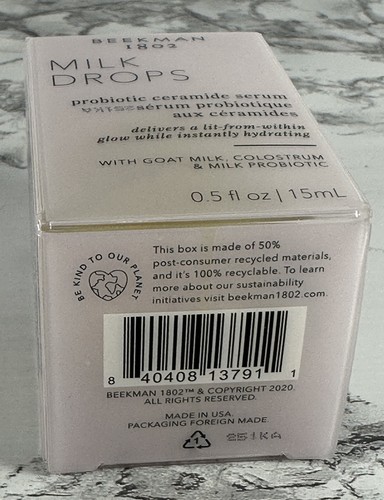 BEEKMAN
1802
MILK
DROPS
probiotic ceramide serum
sérum probiotique
aux céramides
delivers a lit-from-within
glow while instantly hydrating
WITH GOAT MILK, COLOSTRUM
& MILK PROBIOTIC
0.5 fl oz | 15mL
BE KIND TO OUR PLANET
This box is made of 50%
post-consumer recycled materials,
and it's 100% recyclable. To learn
more about our sustainability
initiatives visit beekman1802.com.
8 40408 13791 1
BEEKMAN 1802™ & COPYRIGHT 2020.
ALL RIGHTS RESERVED.
MADE IN USA.
PACKAGING FOREIGN MADE.
1
251KA